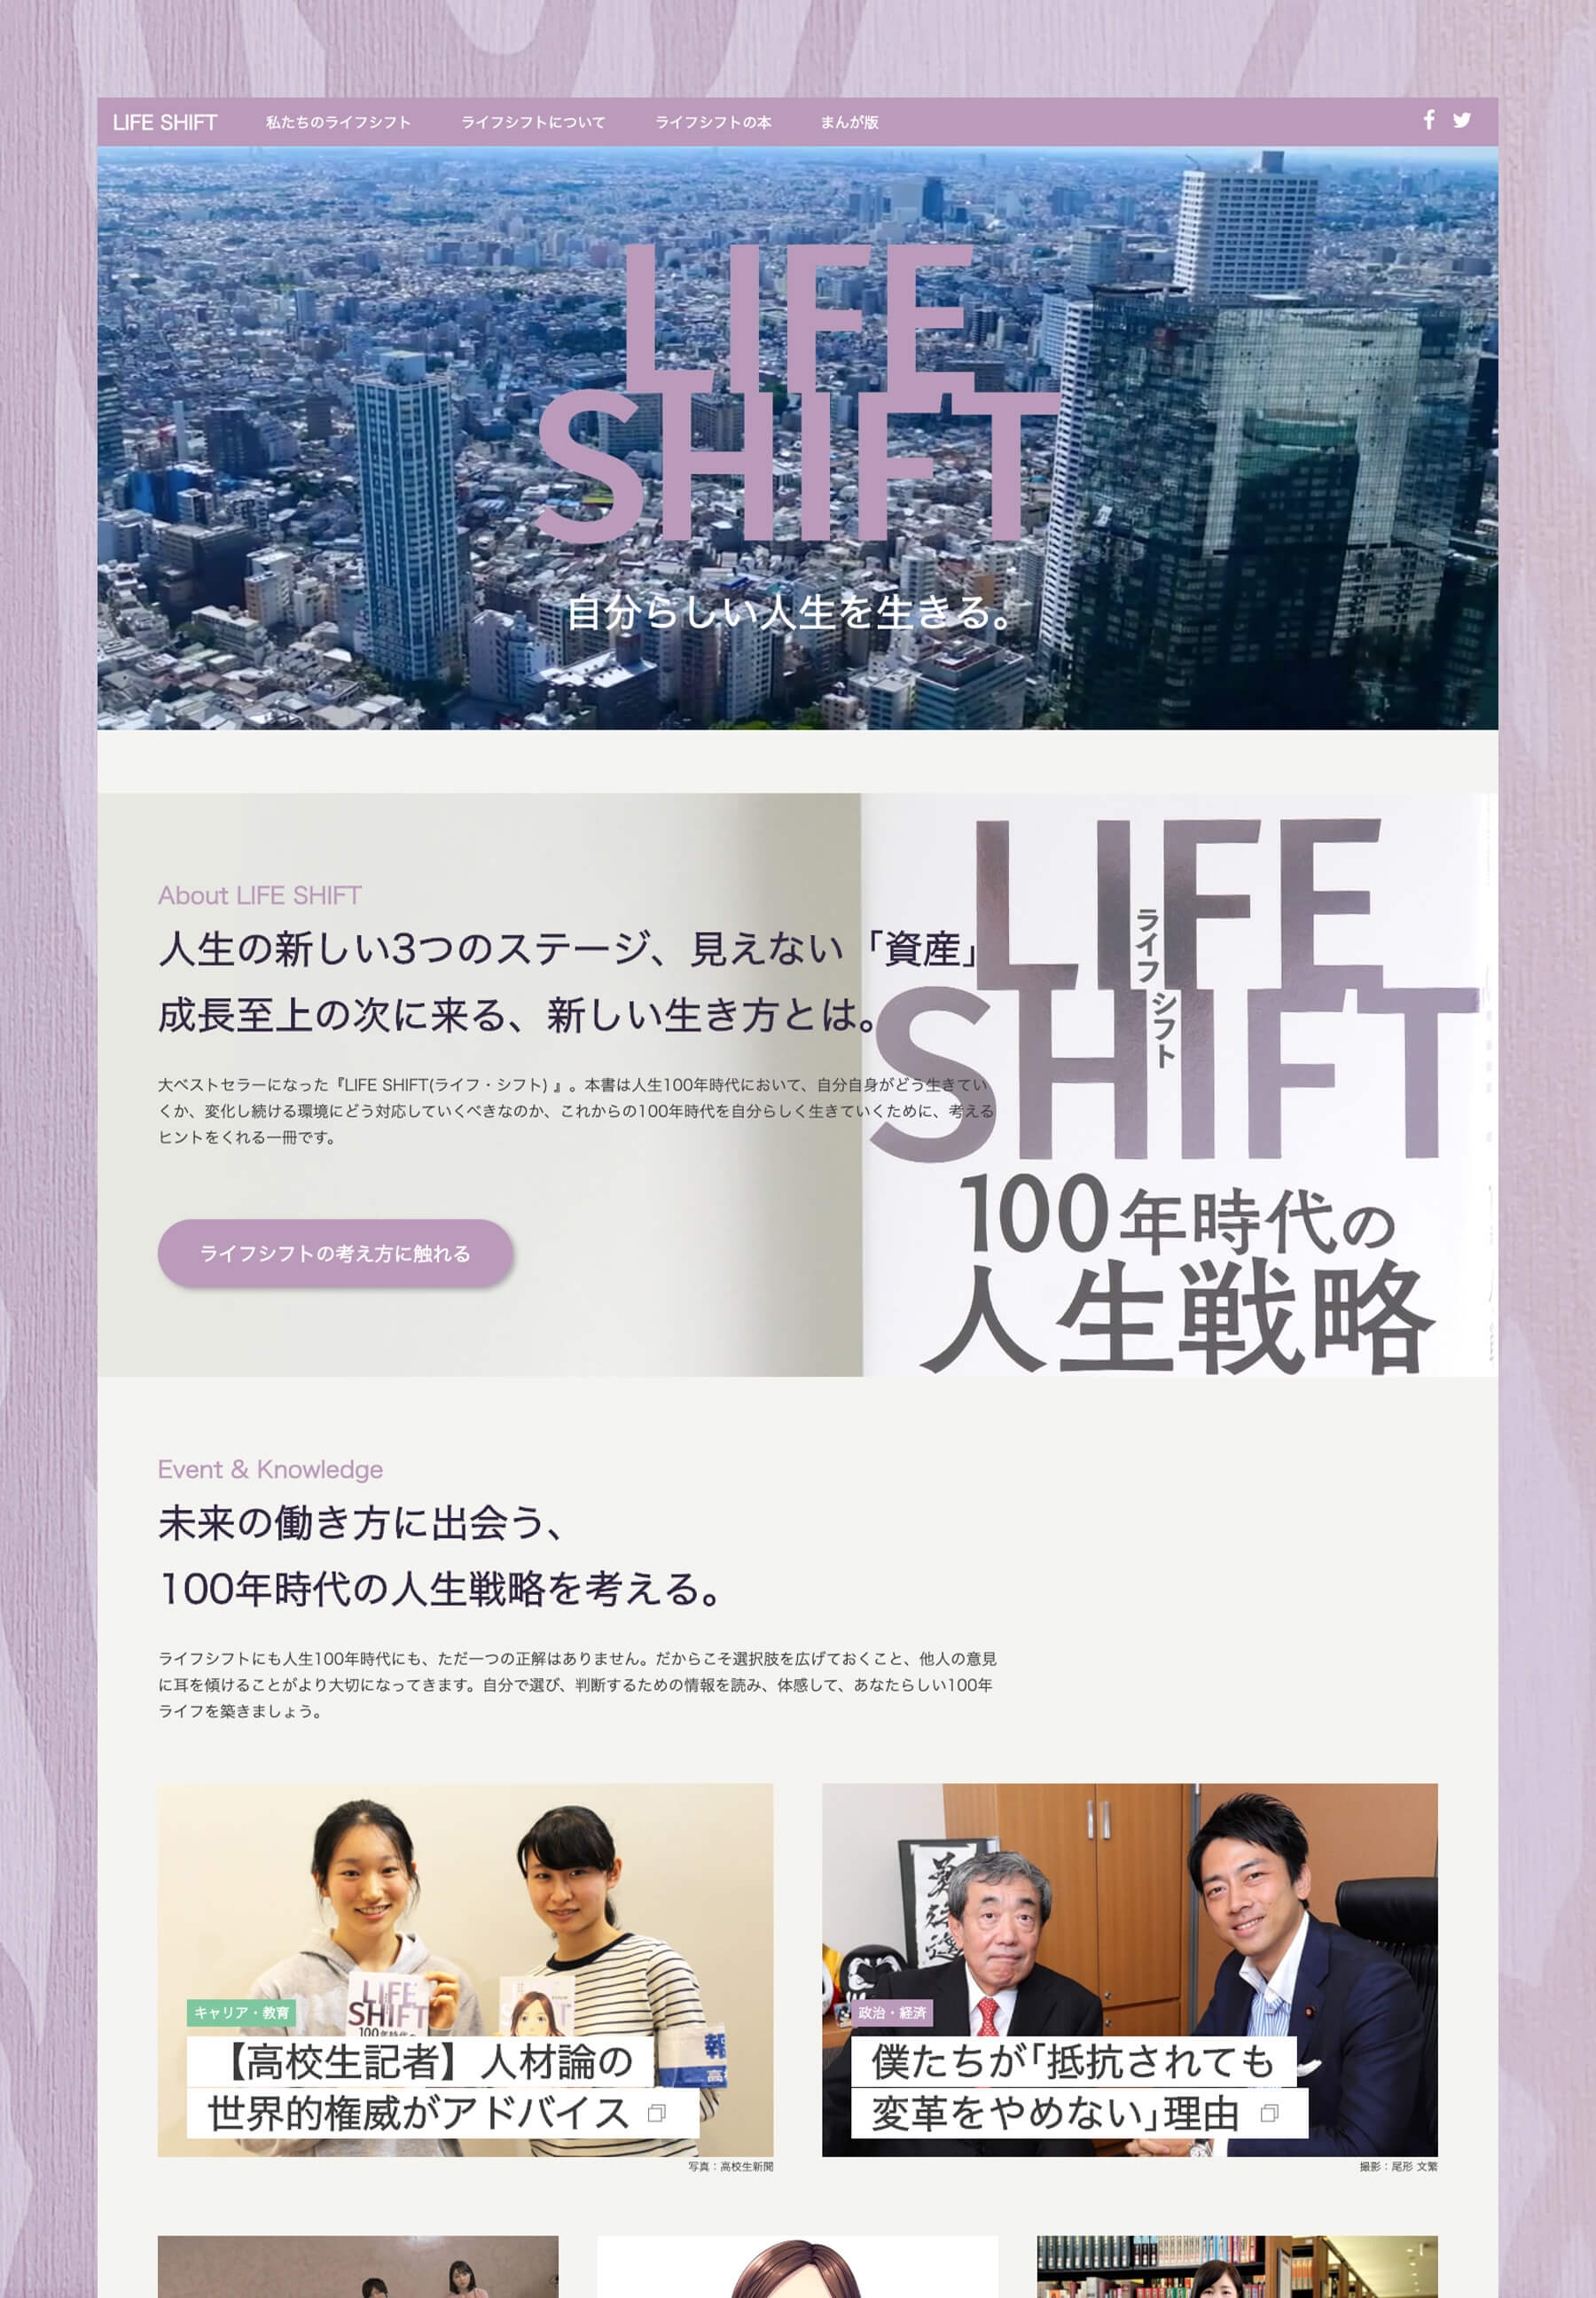 LIFE SHIFT 私たちのライフシフト ライフシフトについて ライフシフトの本 まんが版
LIFE
SHIFT
自分らしい人生を生きる。
About LIFE SHIFT
人生の新しい3つのステージ、見えない「資産」
成長至上の次に来る、新しい生き方とは。
大ベストセラーになった『LIFE SHIFT(ライフ・シフト) 』。本書は人生100年時代において、自分自身がどう生きてい
くか、変化し続ける環境にどう対応していくべきなのか、これからの100年時代を自分らしく生きていくために、考える
ヒントをくれる一冊です。
ライフシフトの考え方に触れる
LIFE
SHIFT
ライフ シフト
100年時代の
人生戦略
Event & Knowledge
未来の働き方に出会う、
100年時代の人生戦略を考える。
ライフシフトにも人生100年時代にも、ただ一つの正解はありません。だからこそ選択肢を広げておくこと、他人の意見
に耳を傾けることがより大切になってきます。自分で選び、判断するための情報を読み、体感して、あなたらしい100年
ライフを築きましょう。
LIFE
SHIFT
100年時代の
報
高校
キャリア・教育
【高校生記者】人材論の
世界的権威がアドバイス
写真：高校生新聞
政治・経済
僕たちが「抵抗されても
変革をやめない」理由
撮影：尾形 文繁